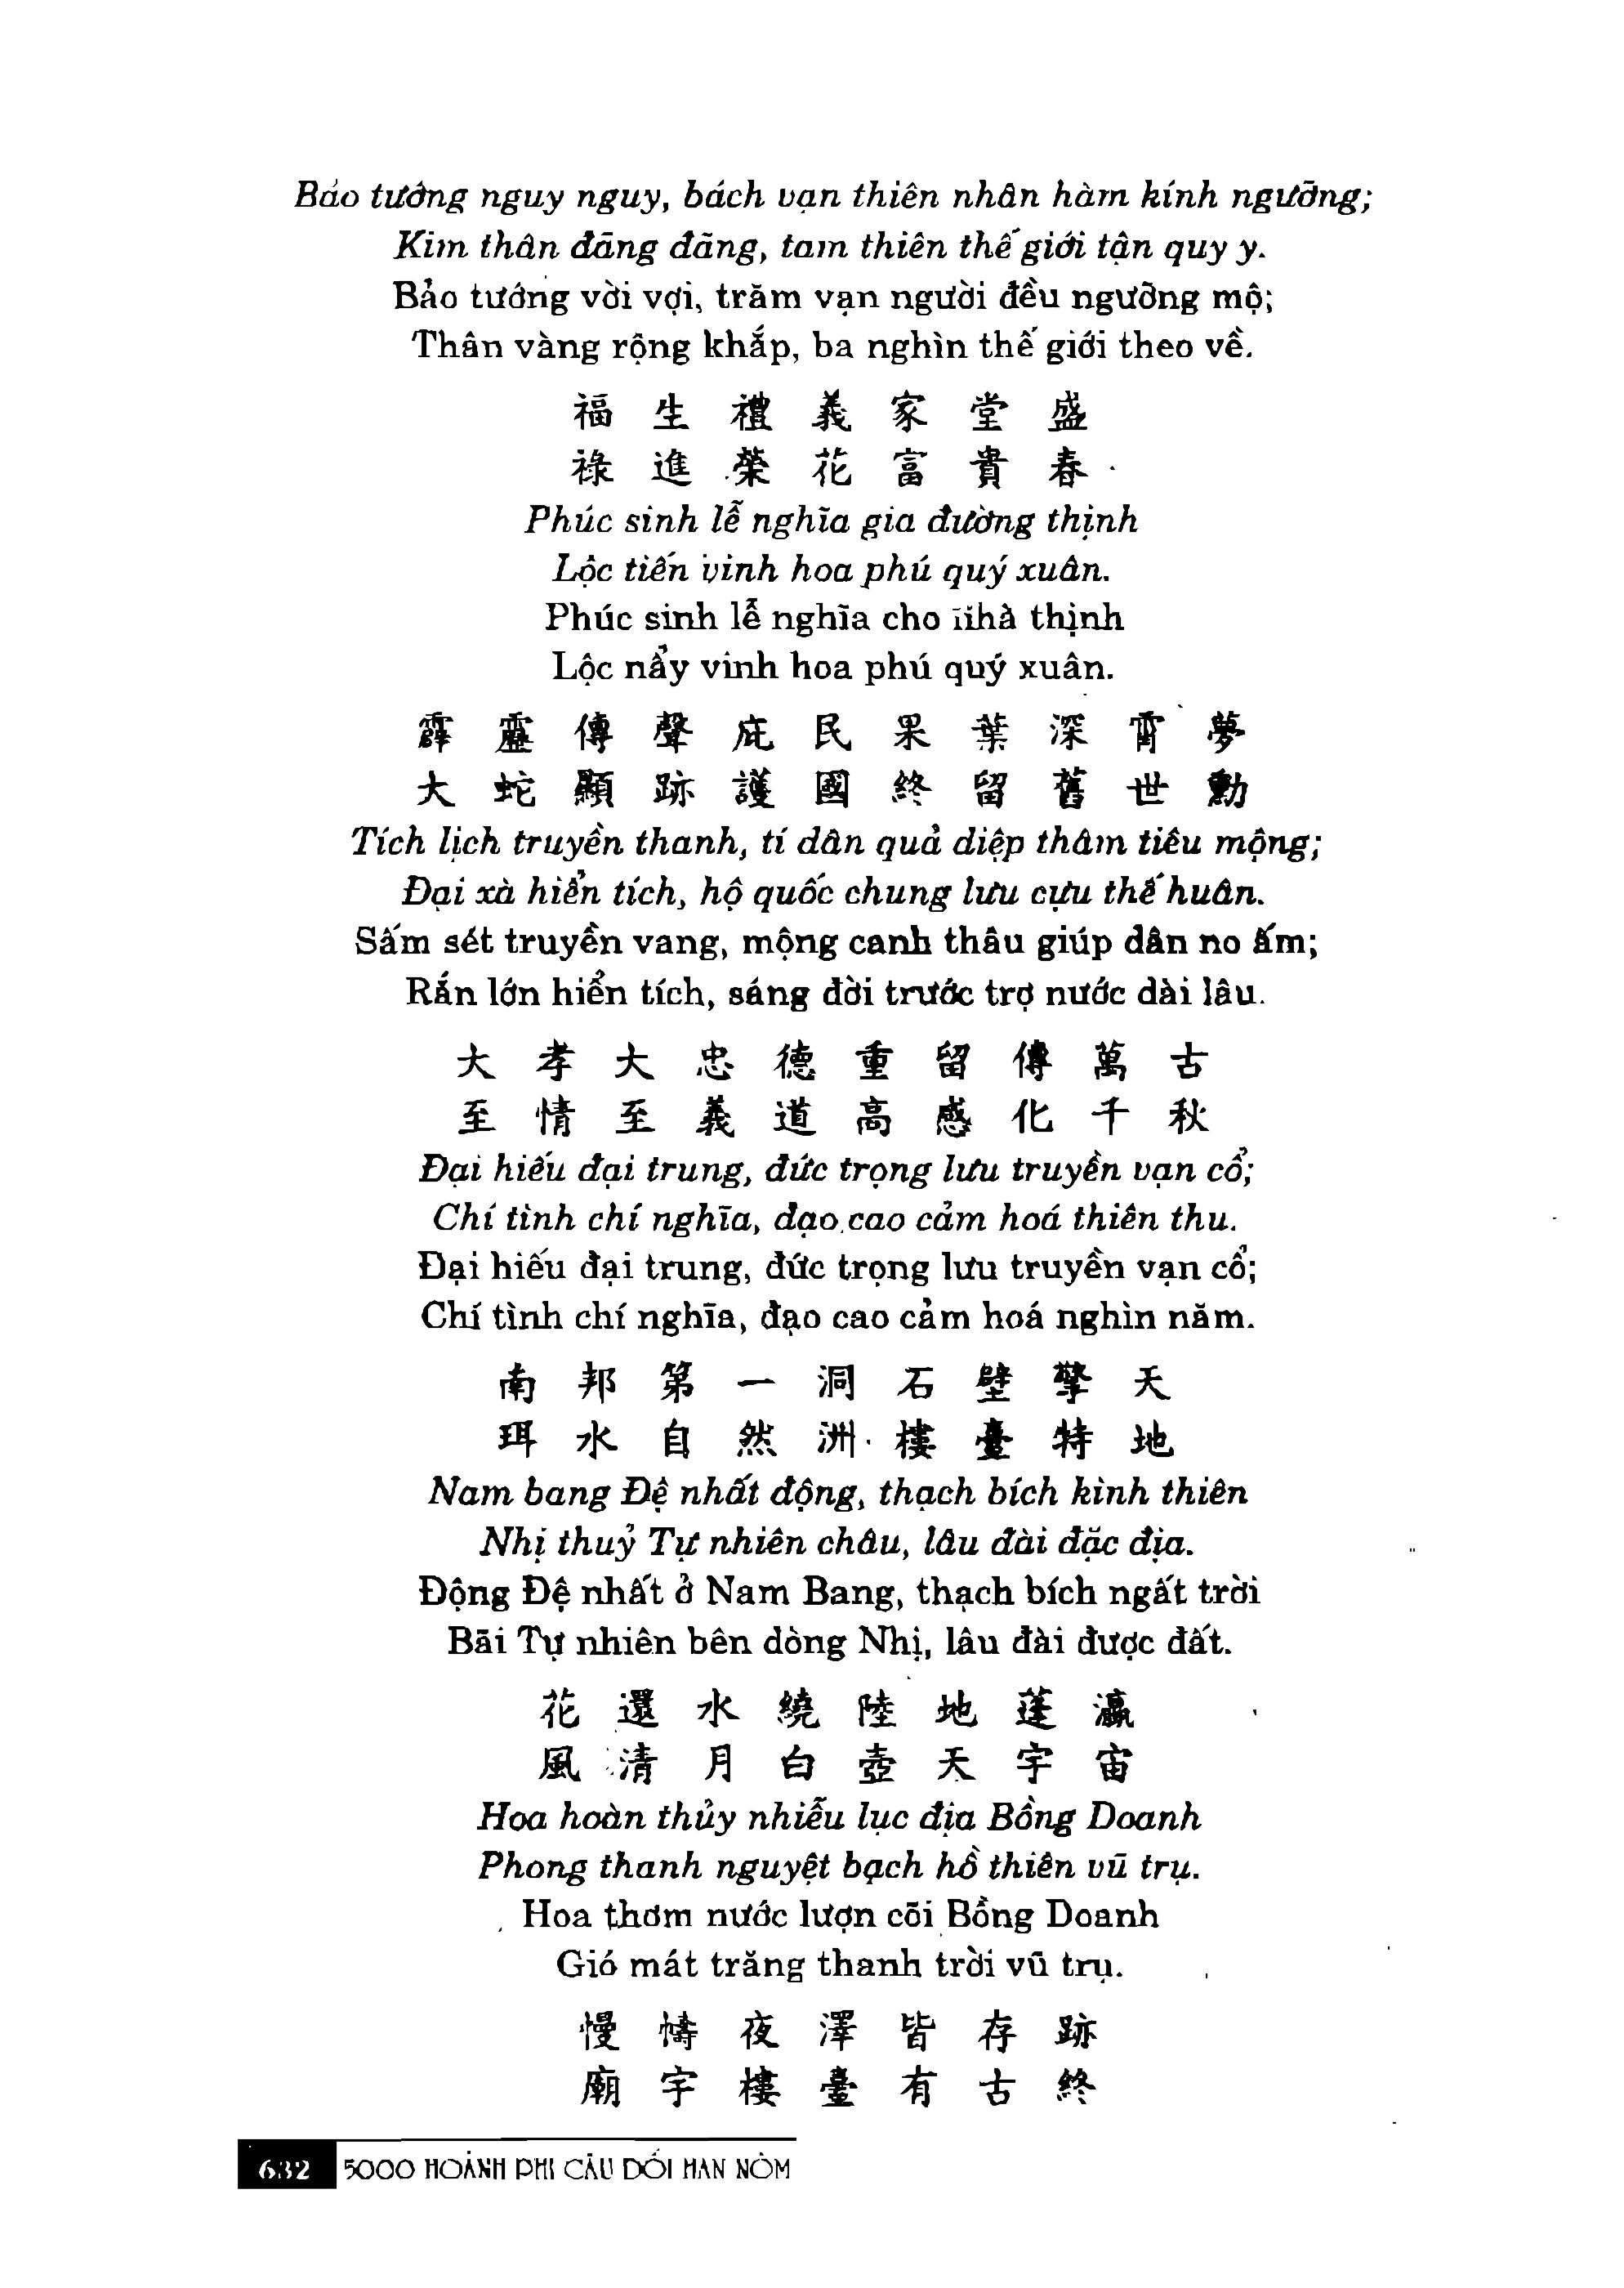 Bảo tướng nguy nguy, bách vạn thiên nhân hàm kính ngưỡng;
Kim thân đãng đãng, tam thiên thế giới tận quy y.
Bảo tướng vời vợi, trăm vạn người đều ngưỡng mộ;
Thân vàng rộng khắp, ba nghìn thế giới theo về.
福生禮義家堂盛
祿進榮花富貴春
Phúc sinh lễ nghĩa gia đường thịnh
Lộc tiến vinh hoa phú quý xuân.
Phúc sinh lễ nghĩa cho nhà thịnh
Lộc nẩy vinh hoa phú quý xuân.
霹靂傳聲庇民果葉深霄夢
大蛇顯跡護國終留舊世勳
Tích lịch truyền thanh, tí dân quả diệp thâm tiêu mộng;
Đại xà hiển tích, hộ quốc chung lưu cựu thế huân.
Sấm sét truyền vang, mộng canh thâu giúp dân no ấm;
Rắn lớn hiển tích, sáng đời trước trợ nước dài lâu.
大孝大忠德重留傳萬古
至情至義道高感化千秋
Đại hiếu đại trung, đức trọng lưu truyền vạn cổ;
Chí tình chí nghĩa, đạo cao cảm hoá thiên thu.
Đại hiếu đại trung, đức trọng lưu truyền vạn cổ;
Chí tình chí nghĩa, đạo cao cảm hoá nghìn năm.
南邦第一洞石壁擎天
珥水自然洲樓臺特地
Nam bang Đệ nhất động, thạch bích kình thiên
Nhị thuỷ Tự nhiên châu, lâu đài đặc địa.
Động Đệ nhất ở Nam Bang, thạch bích ngất trời
Bãi Tự nhiên bên dòng Nhị, lâu đài được đất.
花還水繞陸地蓬瀛
風清月白壺天宇宙
Hoa hoàn thủy nhiễu lục địa Bồng Doanh
Phong thanh nguyệt bạch hồ thiên vũ trụ.
Hoa thơm nước lượn cõi Bồng Doanh
Gió mát trăng thanh trời vũ trụ.
慢幬夜澤皆存跡
廟宇樓臺有古終
632 5000 HOÀNH PHI CÂU ĐỐI HÁN NÔM